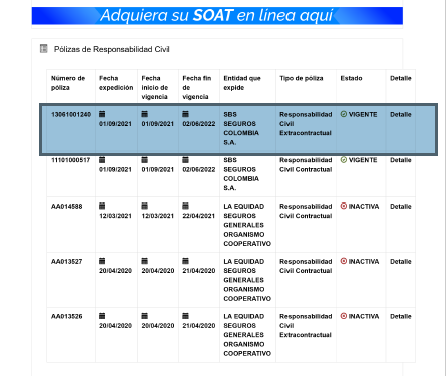 Adquiera su SOAT en línea aquí
Pólizas de Responsabilidad Civil
Número de póliza Fecha expedición Fecha inicio de vigencia Fecha fin de vigencia Entidad que expide Tipo de póliza Estado Detalle
13061001240 01/09/2021 01/09/2021 02/06/2022 SBS SEGUROS COLOMBIA S.A. Responsabilidad Civil Extracontractual VIGENTE Detalle
11101000517 01/09/2021 01/09/2021 02/06/2022 SBS SEGUROS COLOMBIA S.A. Responsabilidad Civil Contractual VIGENTE Detalle
AA014588 12/03/2021 12/03/2021 22/04/2021 LA EQUIDAD SEGUROS GENERALES ORGANISMO COOPERATIVO Responsabilidad Civil Contractual INACTIVA Detalle
AA013527 20/04/2020 20/04/2020 21/04/2020 LA EQUIDAD SEGUROS GENERALES ORGANISMO COOPERATIVO Responsabilidad Civil Contractual INACTIVA Detalle
AA013526 20/04/2020 20/04/2020 21/04/2020 LA EQUIDAD SEGUROS GENERALES ORGANISMO COOPERATIVO Responsabilidad Civil Extracontractual INACTIVA Detalle